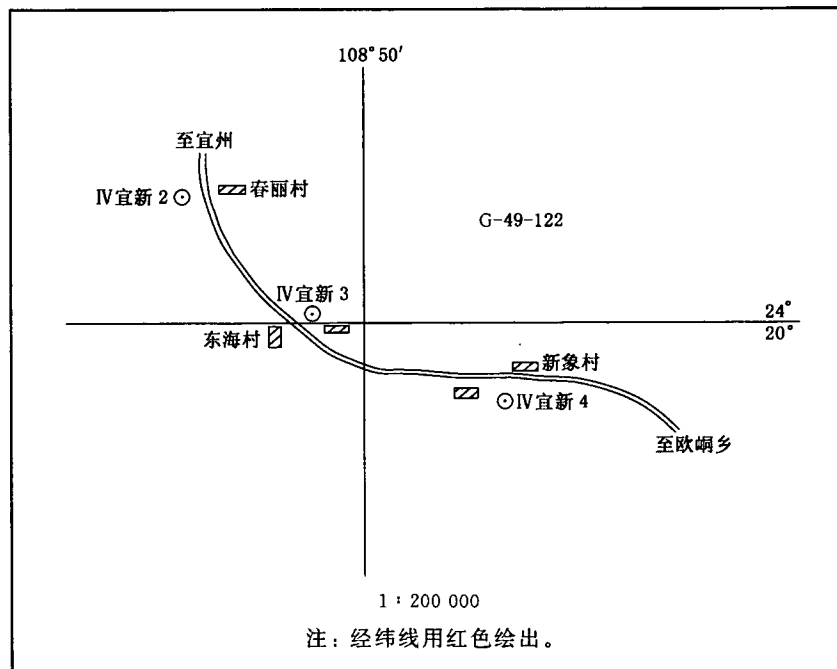 108°50′
至宜州
Ⅳ宜新 2
春丽村
G-49-122
Ⅳ宜新 3
24°
20°
东海村
新象村
Ⅳ宜新 4
至欧峒乡
1∶200 000
注：经纬线用红色绘出。